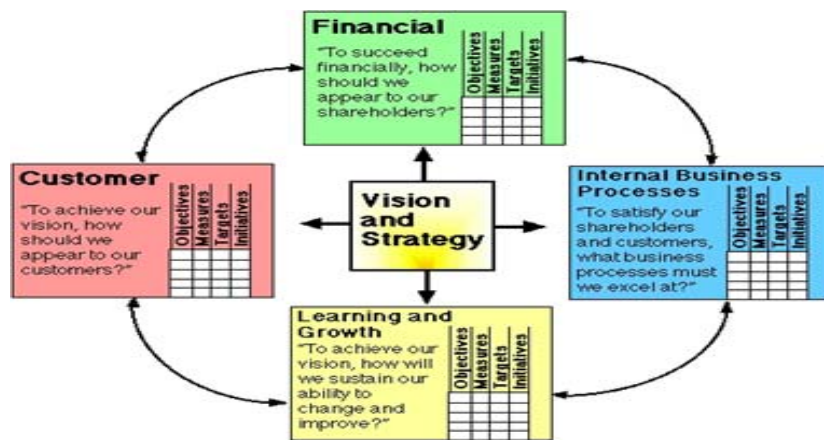 Financial
"To succeed
financially, how
should we
appear to our
shareholders?"
Objectives
Measures
Targets
Initiatives
Customer
"To achieve our
vision, how
should we
appear to our
customers?"
Objectives
Measures
Targets
Initiatives
Vision
and
Strategy
Internal Business
Processes
"To satisfy our
shareholders
and customers,
what business
processes must
we excel at?"
Objectives
Measures
Targets
Initiatives
Learning and
Growth
"To achieve our
vision, how will
we sustain our
ability to
change and
improve?"
Objectives
Measures
Targets
Initiatives